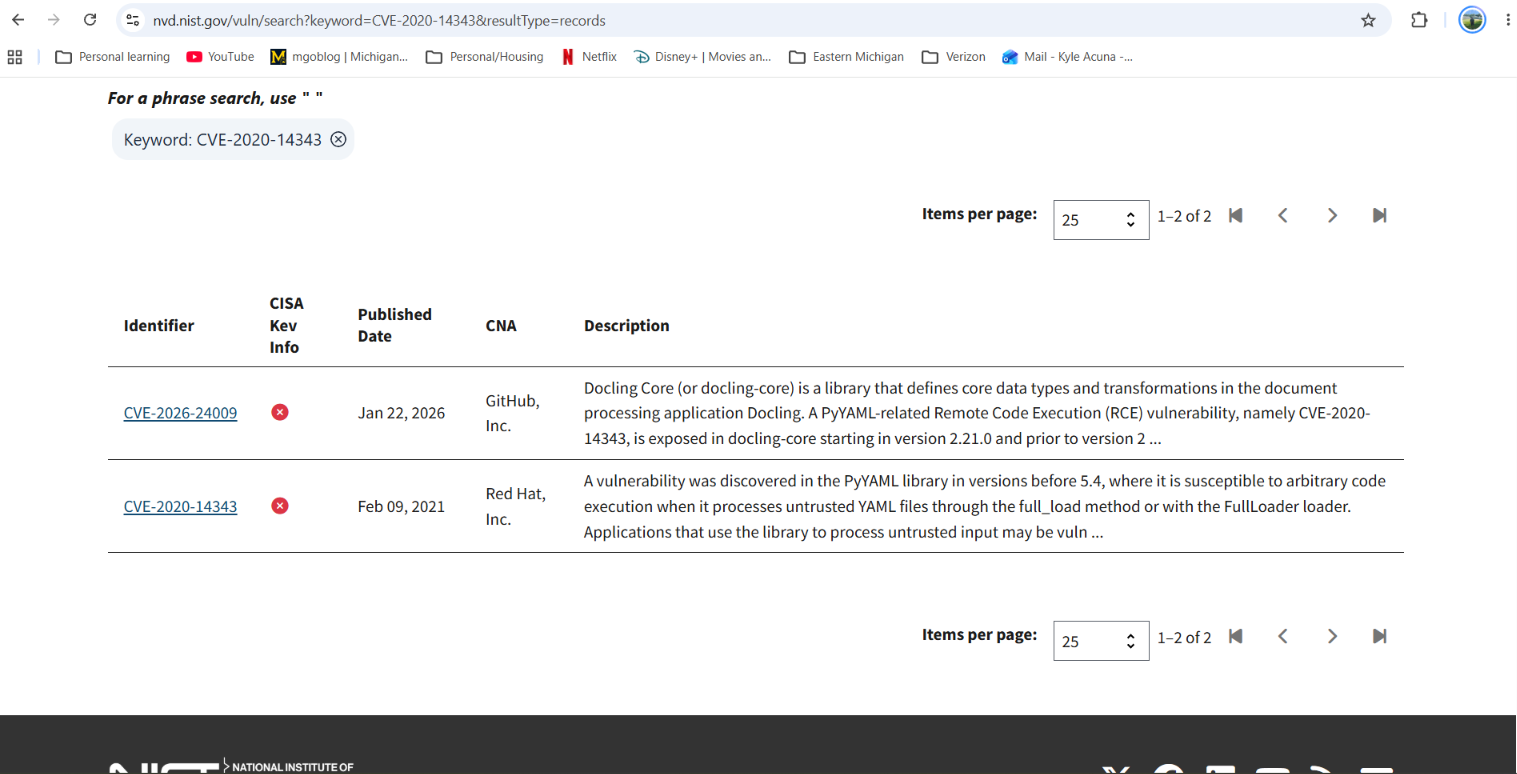 nvd.nist.gov/vuln/search?keyword=CVE-2020-14343&resultType=records
Personal learning YouTube mgoblog | Michigan... Personal/Housing Netflix Disney+ | Movies an... Eastern Michigan Verizon Mail - Kyle Acuna -...
For a phrase search, use " "
Keyword: CVE-2020-14343
Items per page: 25 1–2 of 2
Identifier CISA Kev Info Published Date CNA Description
CVE-2026-24009 Jan 22, 2026 GitHub, Inc.
Docling Core (or docling-core) is a library that defines core data types and transformations in the document
processing application Docling. A PyYAML-related Remote Code Execution (RCE) vulnerability, namely CVE-2020-
14343, is exposed in docling-core starting in version 2.21.0 and prior to version 2 ...
CVE-2020-14343 Feb 09, 2021 Red Hat, Inc.
A vulnerability was discovered in the PyYAML library in versions before 5.4, where it is susceptible to arbitrary code
execution when it processes untrusted YAML files through the full_load method or with the FullLoader loader.
Applications that use the library to process untrusted input may be vuln ...
Items per page: 25 1–2 of 2
NIST NATIONAL INSTITUTE OF